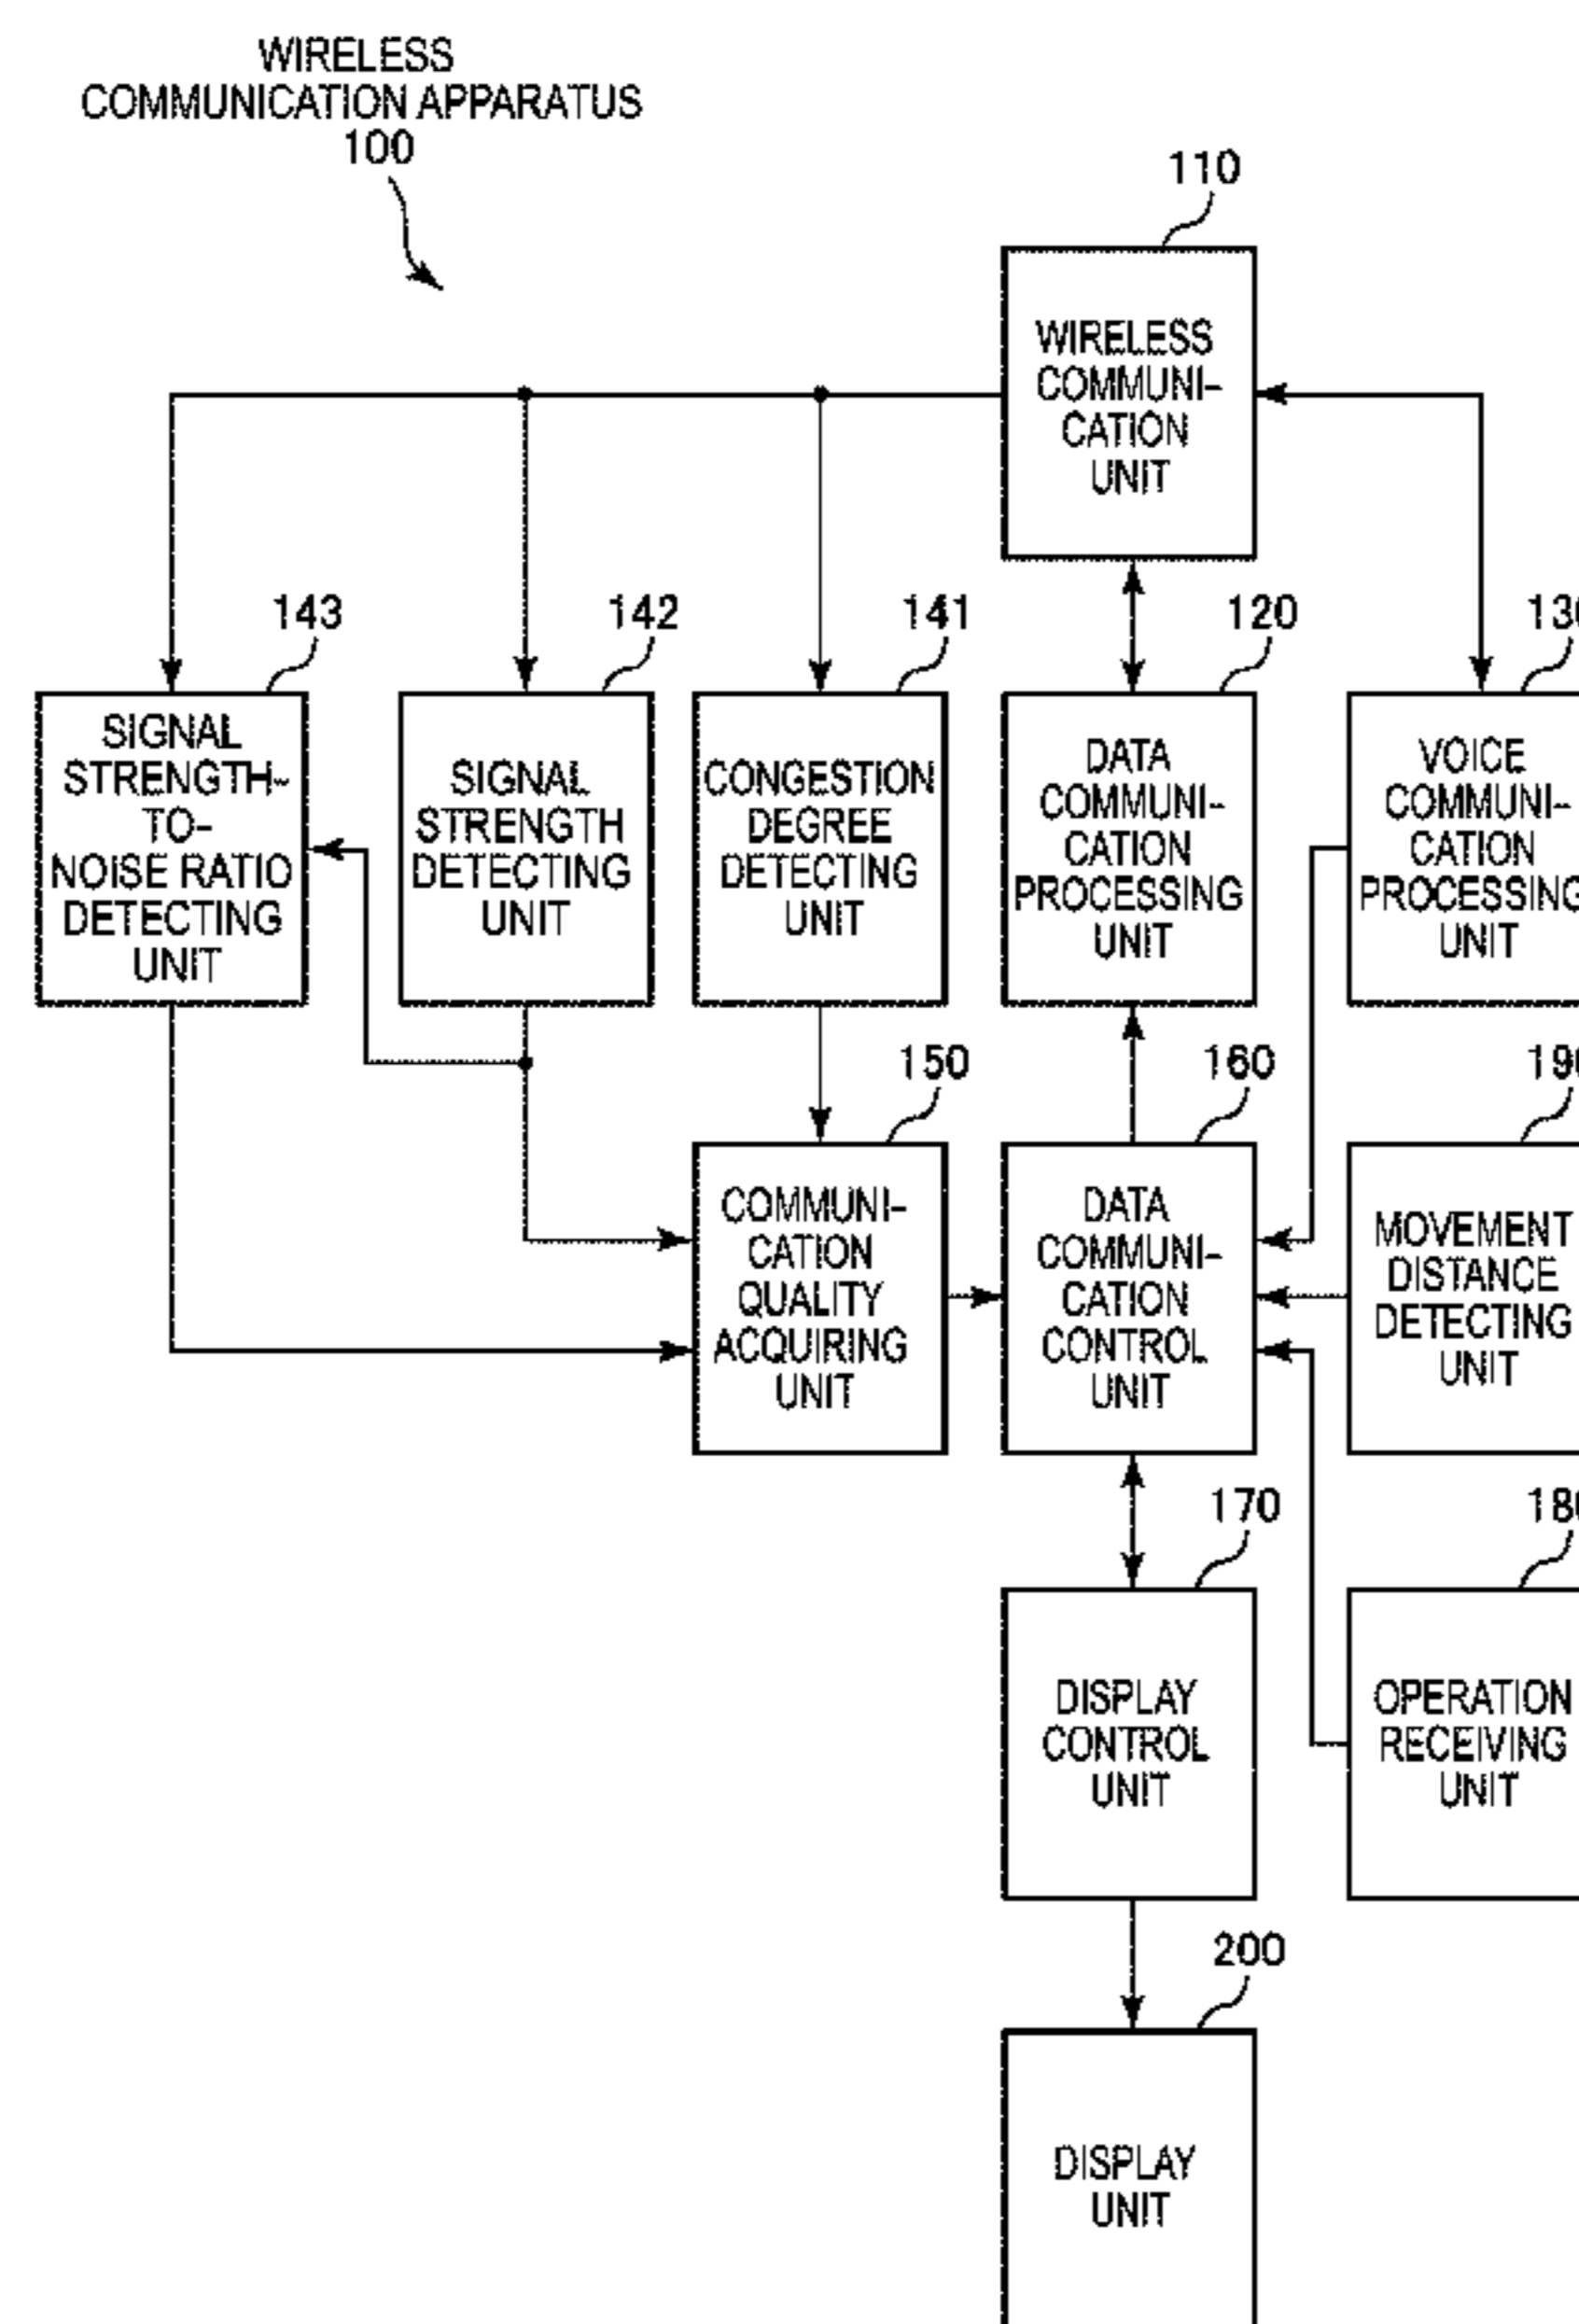 WIRELESS
COMMUNICATION APPARATUS
100
110
WIRELESS
COMMUNI-
CATION
UNIT
143
142
141
120
SIGNAL
STRENGTH-
TO-
NOISE RATIO
DETECTING
UNIT
SIGNAL
STRENGTH
DETECTING
UNIT
CONGESTION
DEGREE
DETECTING
UNIT
DATA
COMMUNI-
CATION
PROCESSING
UNIT
VOICE
COMMUNI-
CATION
PROCESSING
UNIT
150
160
COMMUNI-
CATION
QUALITY
ACQUIRING
UNIT
DATA
COMMUNI-
CATION
CONTROL
UNIT
MOVEMENT
DISTANCE
DETECTING
UNIT
170
DISPLAY
CONTROL
UNIT
OPERATION
RECEIVING
UNIT
200
DISPLAY
UNIT